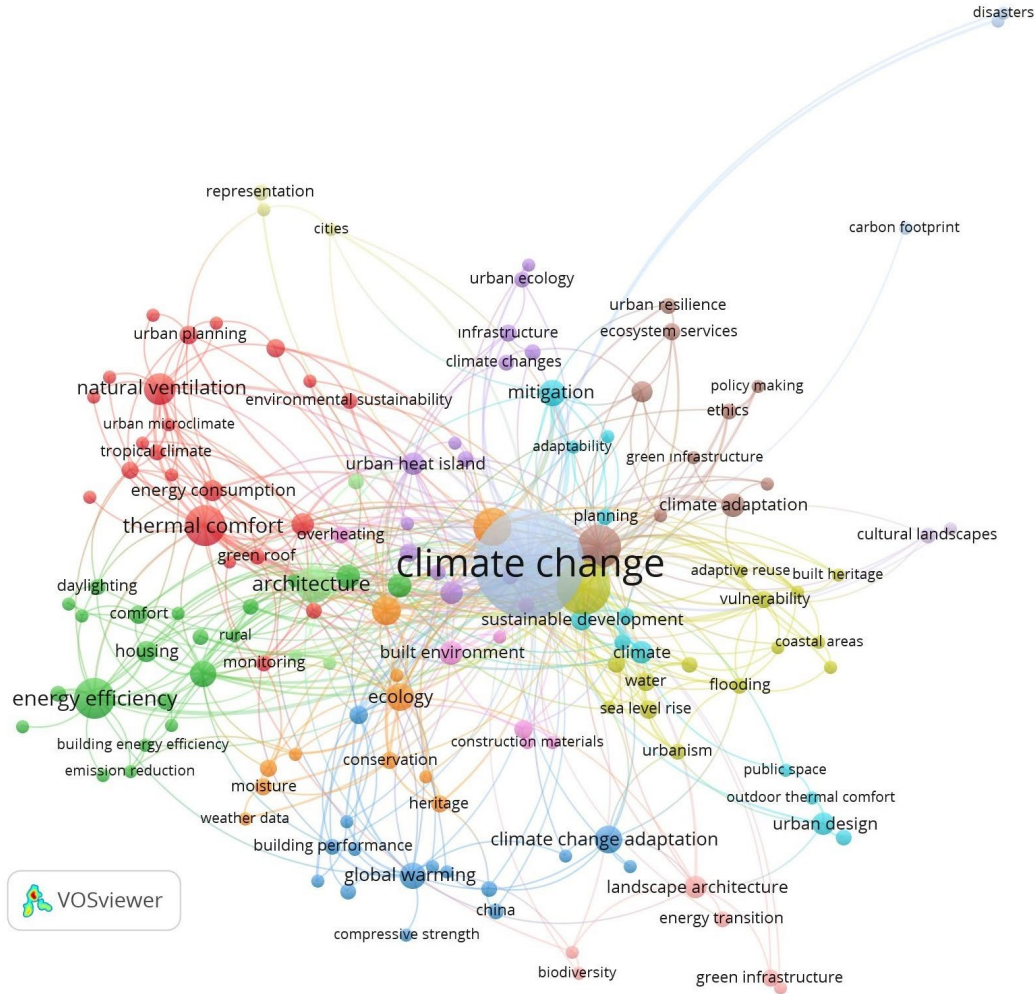 disasters
representation
cities
carbon footprint
urban ecology
urban resilience
infrastructure
ecosystem services
urban planning
climate changes
natural ventilation
mitigation
policy making
environmental sustainability
ethics
urban microclimate
tropical climate
adaptability
green infrastructure
urban heat island
energy consumption
climate adaptation
thermal comfort
planning
overheating
cultural landscapes
green roof
climate change
adaptive reuse
built heritage
daylighting
architecture
vulnerability
comfort
sustainable development
rural
coastal areas
housing
monitoring
built environment
climate
water
flooding
energy efficiency
ecology
sea level rise
building energy efficiency
construction materials
urbanism
emission reduction
conservation
public space
moisture
outdoor thermal comfort
heritage
weather data
urban design
building performance
climate change adaptation
global warming
landscape architecture
VOSviewer
china
energy transition
compressive strength
biodiversity
green infrastructure